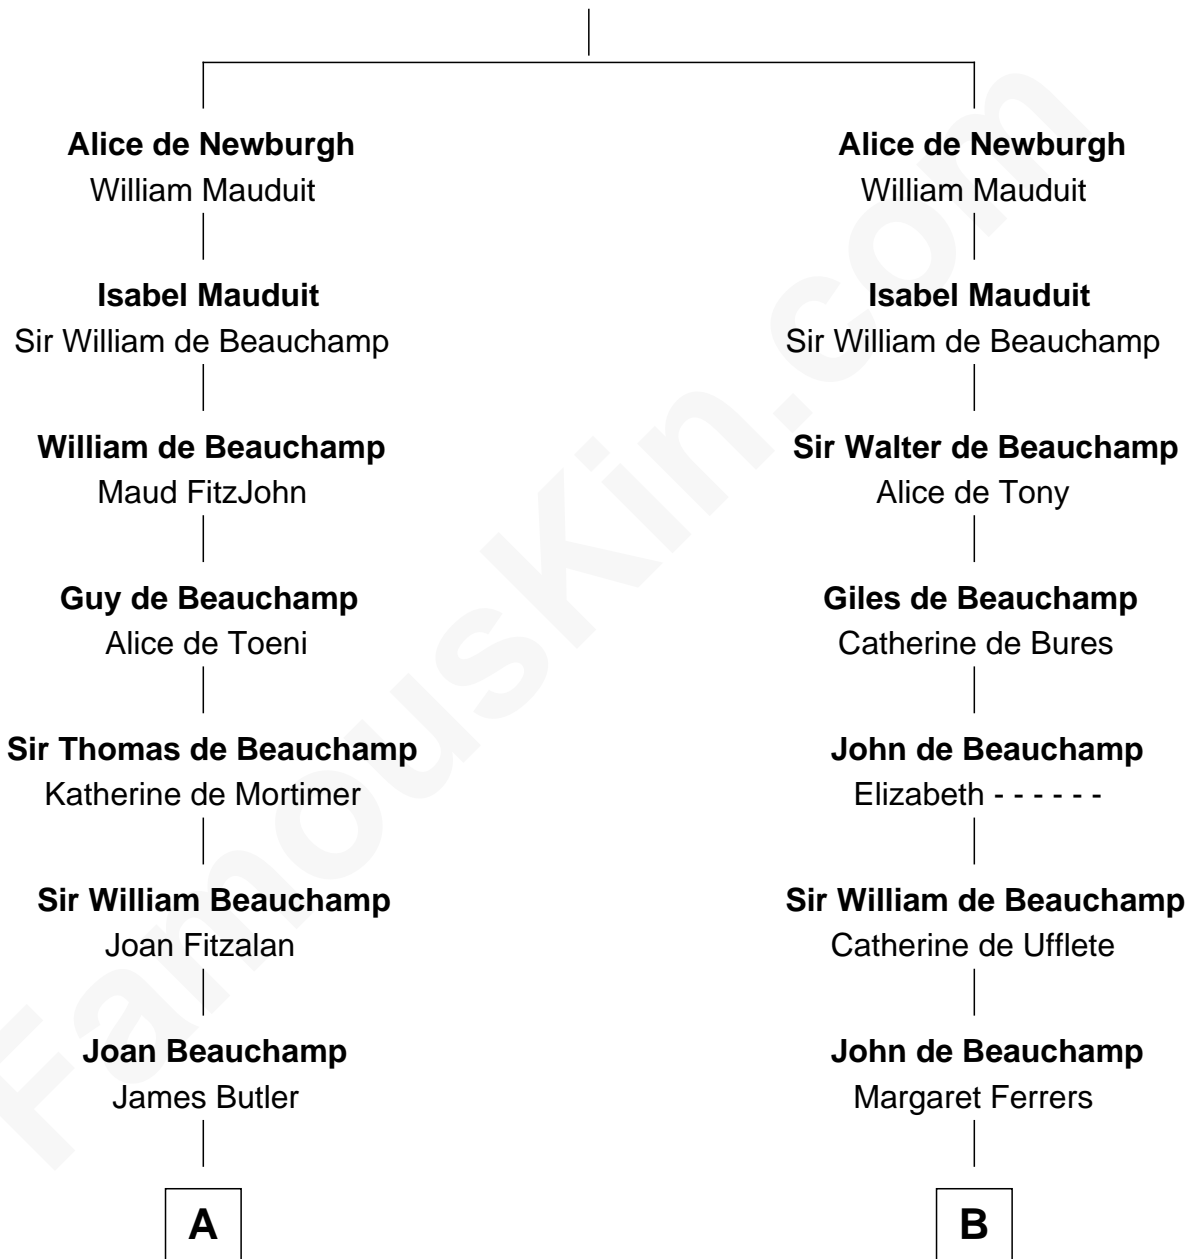 Alice de Newburgh
William Mauduit
Isabel Mauduit
Sir William de Beauchamp
William de Beauchamp
Maud FitzJohn
Guy de Beauchamp
Alice de Toeni
Sir Thomas de Beauchamp
Katherine de Mortimer
Sir William Beauchamp
Joan Fitzalan
Joan Beauchamp
James Butler
A
Alice de Newburgh
William Mauduit
Isabel Mauduit
Sir William de Beauchamp
Sir Walter de Beauchamp
Alice de Tony
Giles de Beauchamp
Catherine de Bures
John de Beauchamp
Elizabeth - - - - - -
Sir William de Beauchamp
Catherine de Ufflete
John de Beauchamp
Margaret Ferrers
B
FamousKin.com